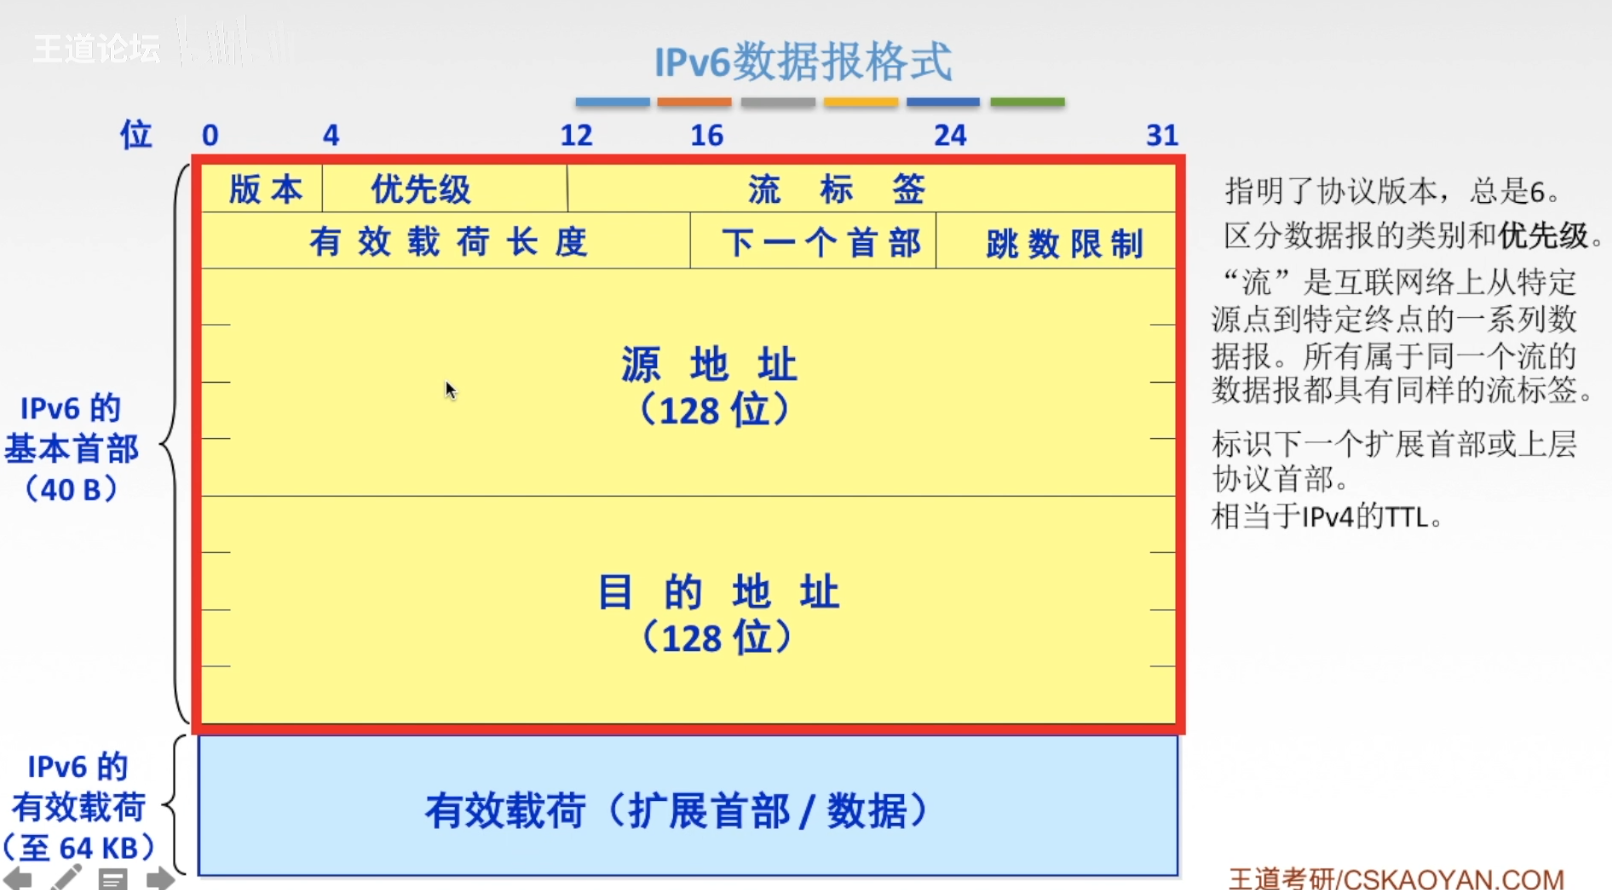 王道论坛
IPv6数据报格式
位 0 4 12 16 24 31
版本 优先级 流 标 签
有效载荷长度 下一个首部 跳数限制
源 地 址
（128 位）
目 的 地 址
（128 位）
IPv6 的
基本首部
（40 B）
IPv6 的
有效载荷
（至 64 KB）
有效载荷（扩展首部 / 数据）
指明了协议版本，总是6。
区分数据报的类别和优先级。
“流”是互联网络上从特定
源点到特定终点的一系列数
据报。所有属于同一个流的
数据报都具有同样的流标签。
标识下一个扩展首部或上层
协议首部。
相当于IPv4的TTL。
王道考研/CSKAOYAN.COM